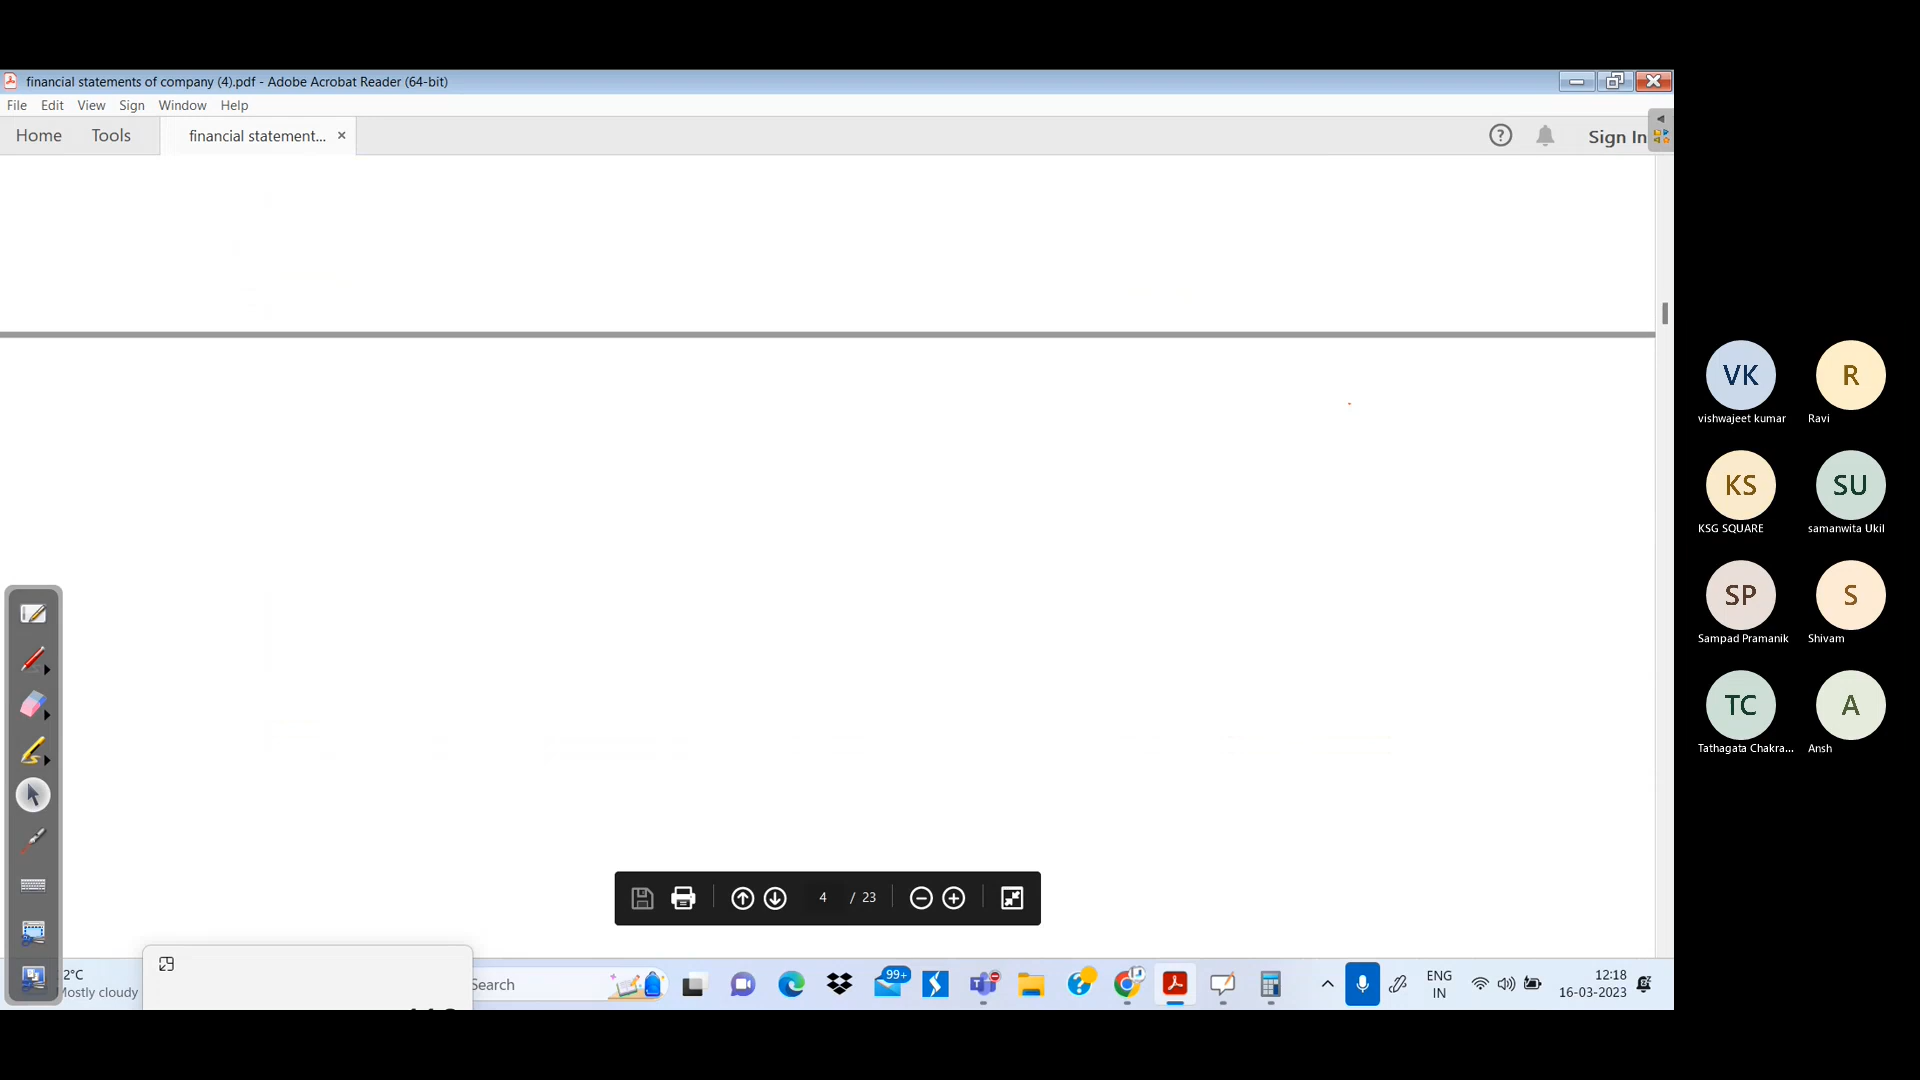 financial statements of company (4).pdf - Adobe Acrobat Reader (64-bit)
File Edit View Sign Window Help
Home Tools financial statement... × Sign In
VK R
vishwajeet kumar Ravi
KS SU
KSG SQUARE samanwita Ukil
SP S
Sampad Pramanik Shivam
TC A
Tathagata Chakra... Ansh
4 / 23
2°C
Mostly cloudy
Search
99+
ENG
IN
12:18
16-03-2023